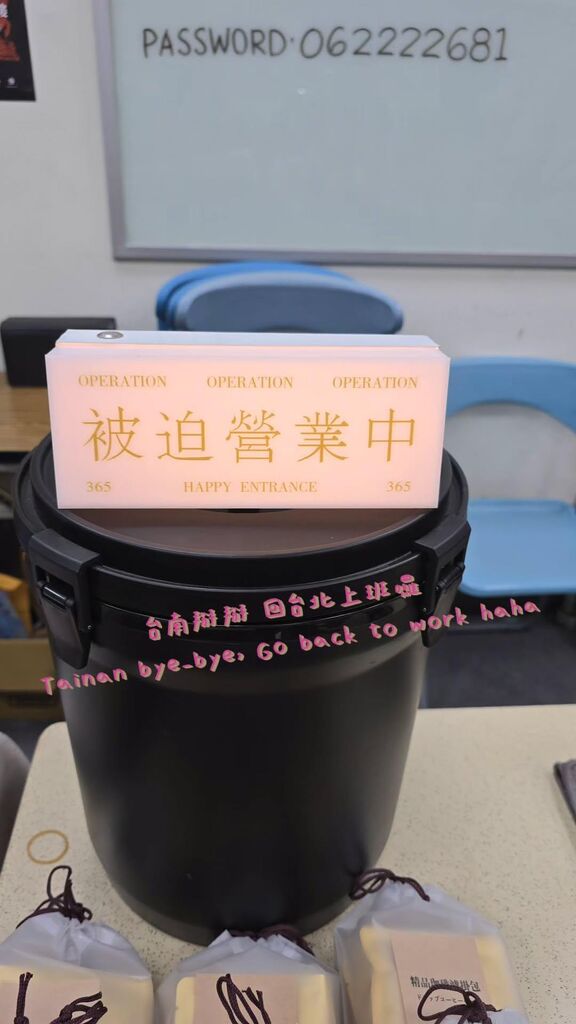 PASSWORD·062222681
OPERATION OPERATION OPERATION
被迫營業中
365 HAPPY ENTRANCE 365
台南掰掰 回台北上班囉
Tainan bye-bye, Go back to work haha
精品咖啡濾掛包